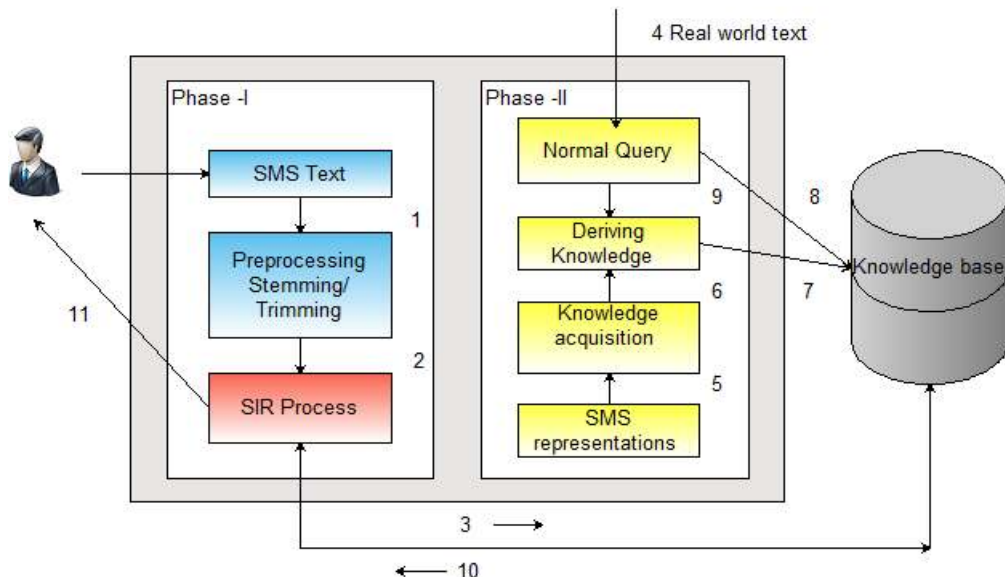 4 Real world text
Phase -I
Phase -II
SMS Text
1
Preprocessing
Stemming/
Trimming
2
SIR Process
11
Normal Query
9
8
Deriving
Knowledge
6
7
Knowledge
acquisition
5
SMS
representations
Knowledge base
3
10